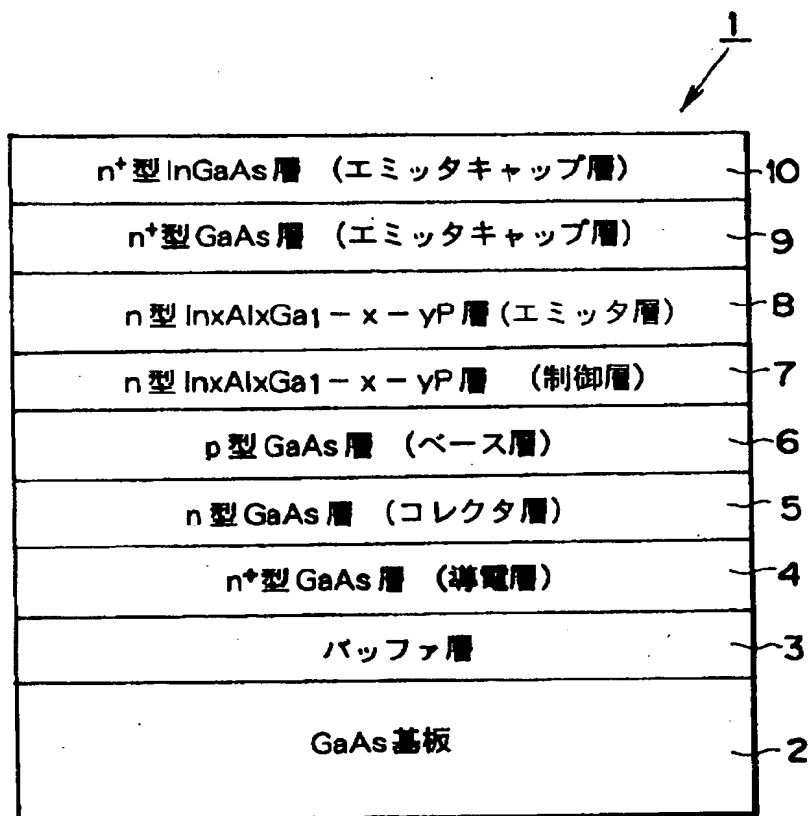 1
n⁺型InGaAs層 (エミッタキャップ層) 10
n⁺型GaAs層 (エミッタキャップ層) 9
n型InxAlxGa1-x-yP層(エミッタ層) 8
n型InxAlxGa1-x-yP層 (制御層) 7
p型GaAs層 (ベース層) 6
n型GaAs層 (コレクタ層) 5
n⁺型GaAs層 (導電層) 4
バッファ層 3
GaAs基板 2